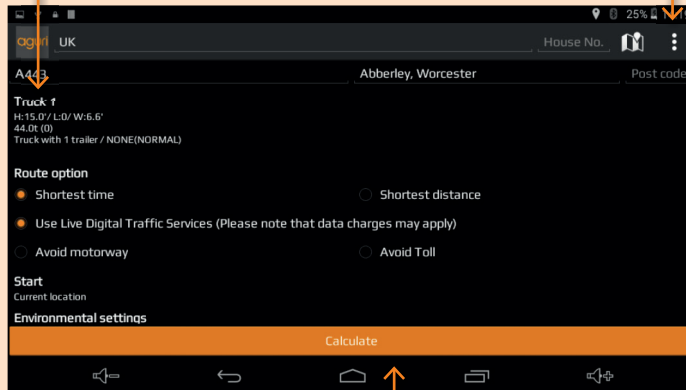 25%
aguri UK House No.
A443 Abberley, Worcester Post code
Truck 1
H:15.0'/ L:0/ W:6.6'
44.0t (0)
Truck with 1 trailer / NONE(NORMAL)
Route option
Shortest time Shortest distance
Use Live Digital Traffic Services (Please note that data charges may apply)
Avoid motorway Avoid Toll
Start
Current location
Environmental settings
Calculate